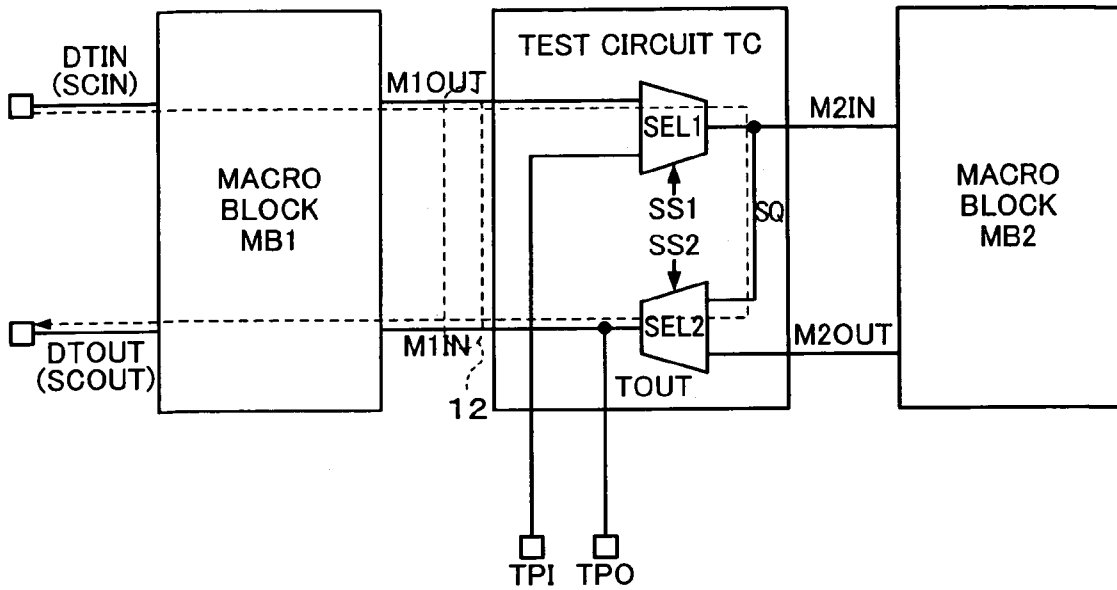 DTIN
(SCIN)
MACRO
BLOCK
MB1
DTOUT
(SCOUT)
M1OUT
M1IN
12
TEST CIRCUIT TC
SEL1
SS1
SS2
SEL2
SQ
TOUT
M2IN
M2OUT
MACRO
BLOCK
MB2
TPI
TPO